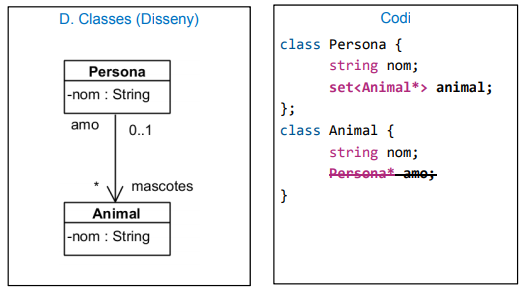 D. Classes (Disseny)
Persona
-nom : String
amo
0..1
*
mascotes
Animal
-nom : String
Codi
class Persona {
string nom;
set<Animal*> animal;
};
class Animal {
string nom;
Persona* amo;
}